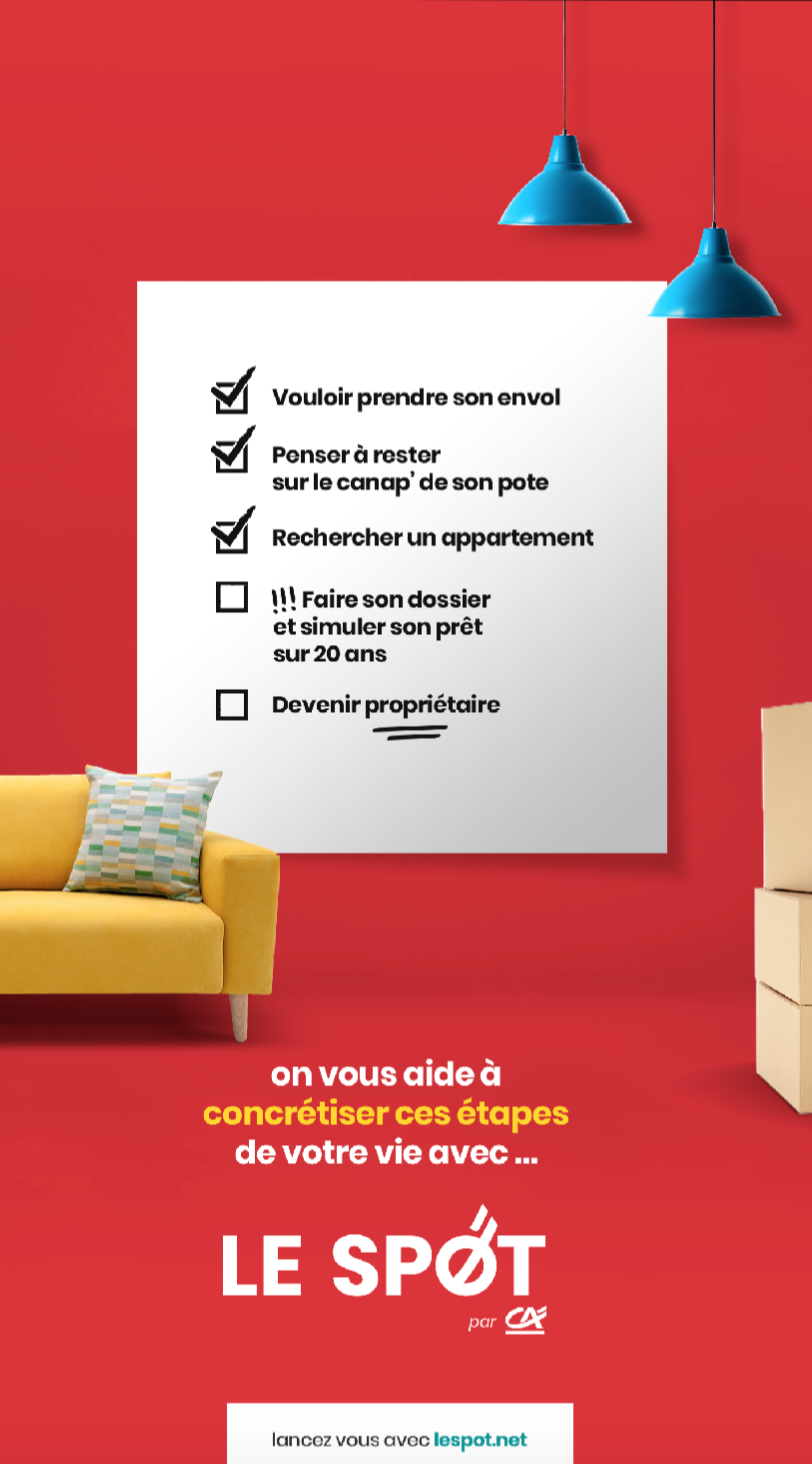 Vouloir prendre son envol
Penser à rester
sur le canap’ de son pote
Rechercher un appartement
!!! Faire son dossier
et simuler son prêt
sur 20 ans
Devenir propriétaire
on vous aide à
concrétiser ces étapes
de votre vie avec ...
LE SPOT
par CA
lancez vous avec lespot.net